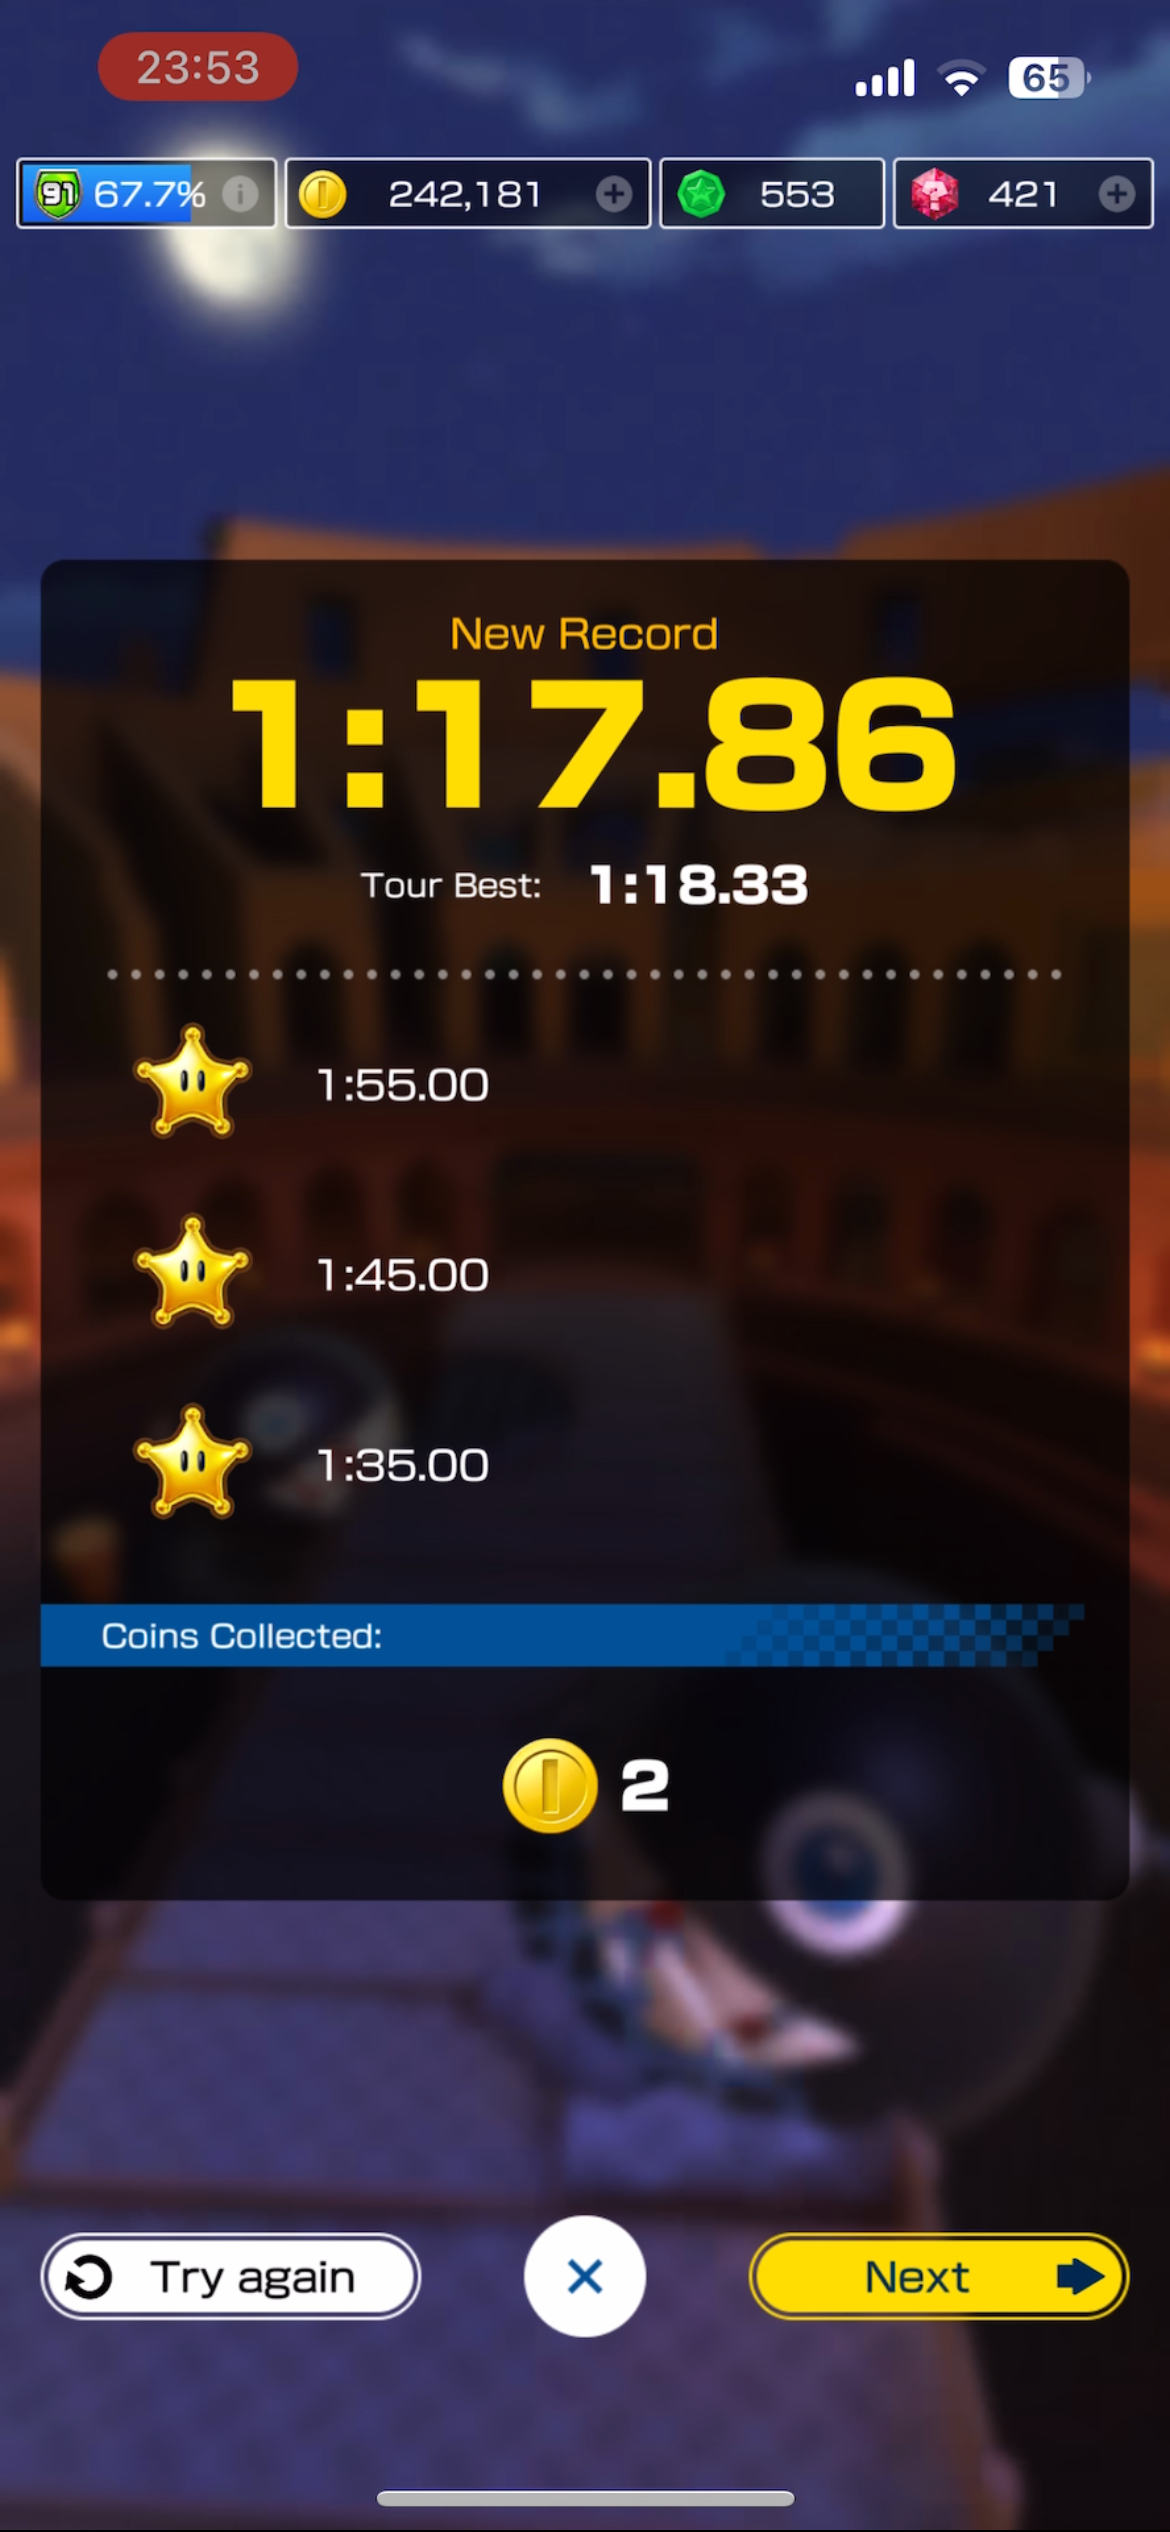 23:53
65
91 67.7% i
242,181
553
421
New Record
1:17.86
Tour Best: 1:18.33
1:55.00
1:45.00
1:35.00
Coins Collected:
2
Try again
Next